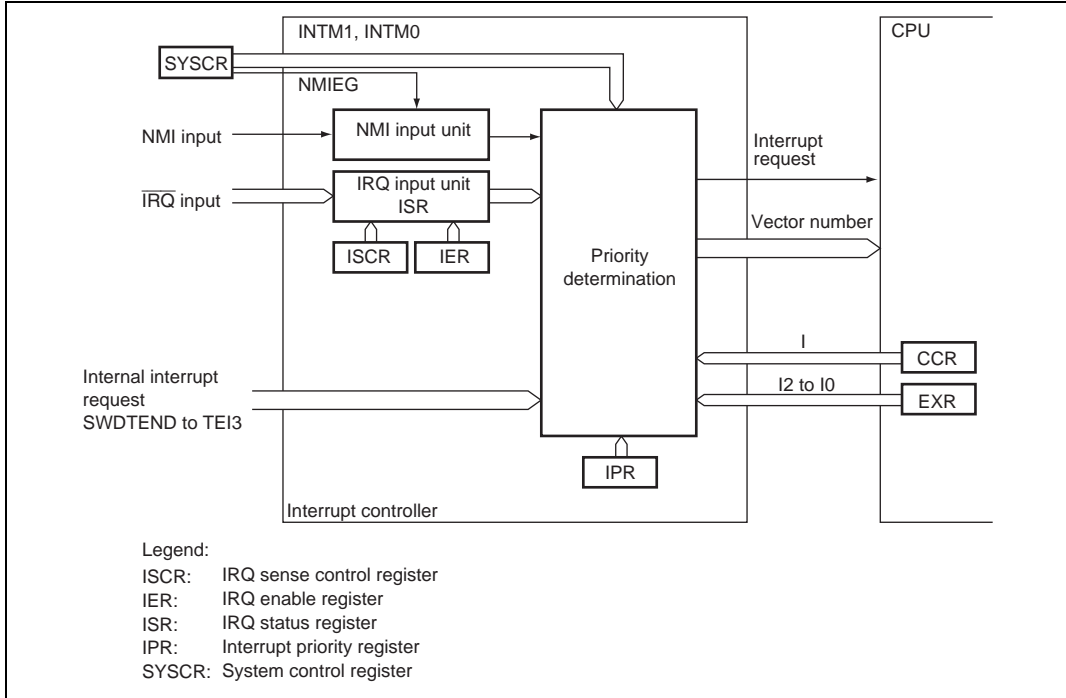 INTM1, INTM0
CPU
SYSCR
NMIEG
NMI input
NMI input unit
Interrupt
request
IRQ input
IRQ input unit
ISR
Vector number
ISCR
IER
Priority
determination
I
CCR
Internal interrupt
request
SWDTEND to TEI3
I2 to I0
EXR
IPR
Interrupt controller
Legend:
ISCR: IRQ sense control register
IER: IRQ enable register
ISR: IRQ status register
IPR: Interrupt priority register
SYSCR: System control register